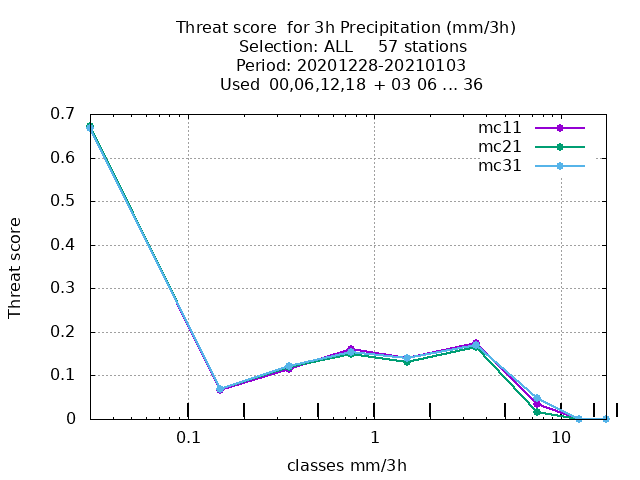 Threat score  for 3h Precipitation (mm/3h)
Selection: ALL     57 stations
Period: 20201228-20210103
Used  00,06,12,18  + 03 06 ... 36
mc11
mc21
mc31
0.7
0.6
0.5
0.4
0.3
0.2
0.1
0
Threat score
0.1 1 10
classes mm/3h